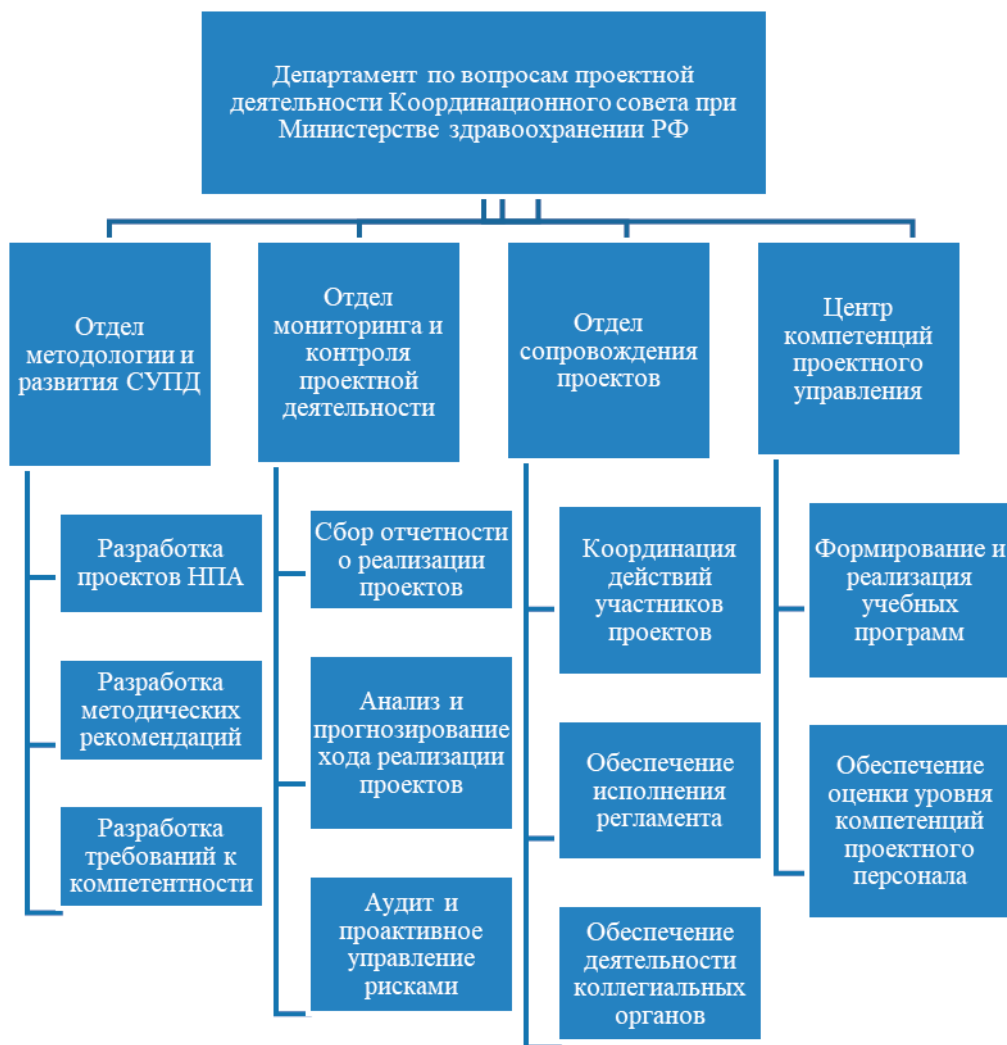 Департамент по вопросам проектной
деятельности Координационного совета при
Министерстве здравоохранении РФ
Отдел
методологии и
развития СУПД
Разработка
проектов НПА
Разработка
методических
рекомендаций
Разработка
требований к
компетентности
Отдел
мониторинга и
контроля
проектной
деятельности
Сбор отчетности
о реализации
проектов
Анализ и
прогнозирование
хода реализации
проектов
Аудит и
проактивное
управление
рисками
Отдел
сопровождения
проектов
Координация
действий
участников
проектов
Обеспечение
исполнения
регламента
Обеспечение
деятельности
коллегиальных
органов
Центр
компетенций
проектного
управления
Формирование и
реализация
учебных
программ
Обеспечение
оценки уровня
компетенций
проектного
персонала